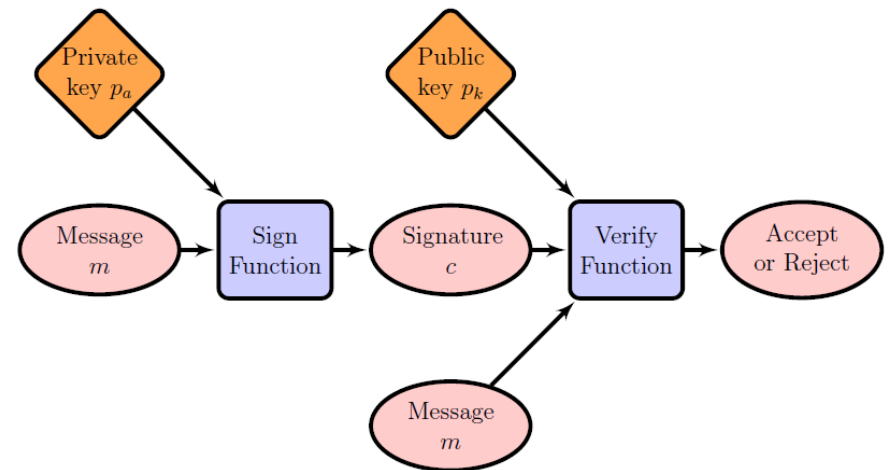 Private
key pₐ
Public
key pₖ
Message
m
Sign
Function
Signature
c
Verify
Function
Accept
or Reject
Message
m